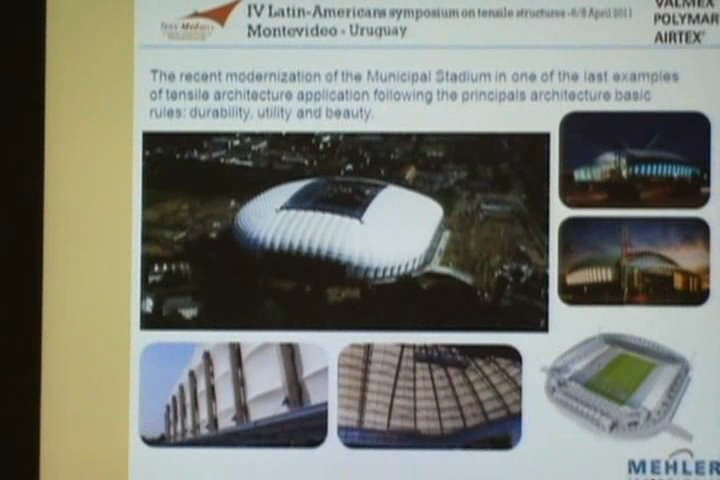 IV Latin-Americans symposium on tensile structures -6/8 April 2011
Montevideo - Uruguay
VALMEX
POLYMAR
AIRTEX®
The recent modernization of the Municipal Stadium in one of the last examples
of tensile architecture application following the principals architecture basic
rules: durability, utility and beauty.
MEHLER